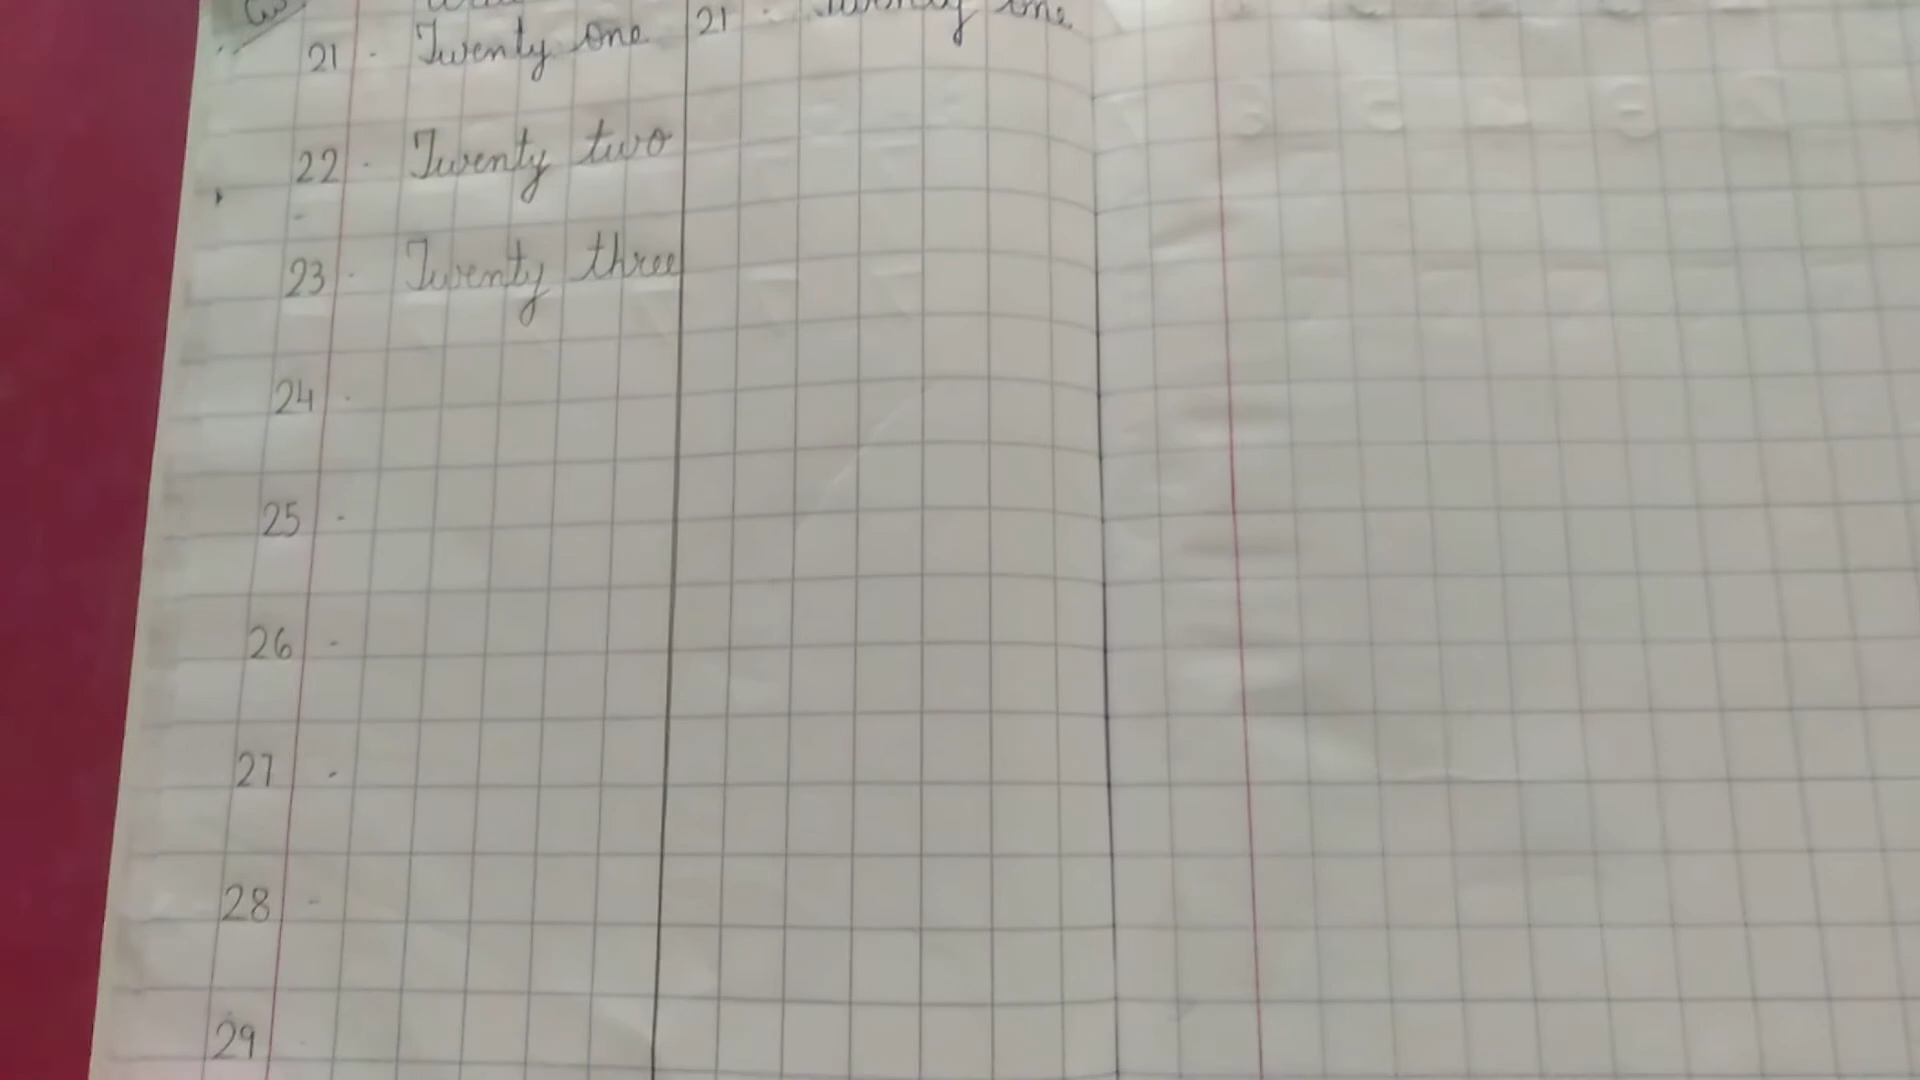 21 - Twenty one 21 - Twenty one
22 - Twenty two
23 - Twenty three
24 -
25 -
26 -
27 -
28 -
29